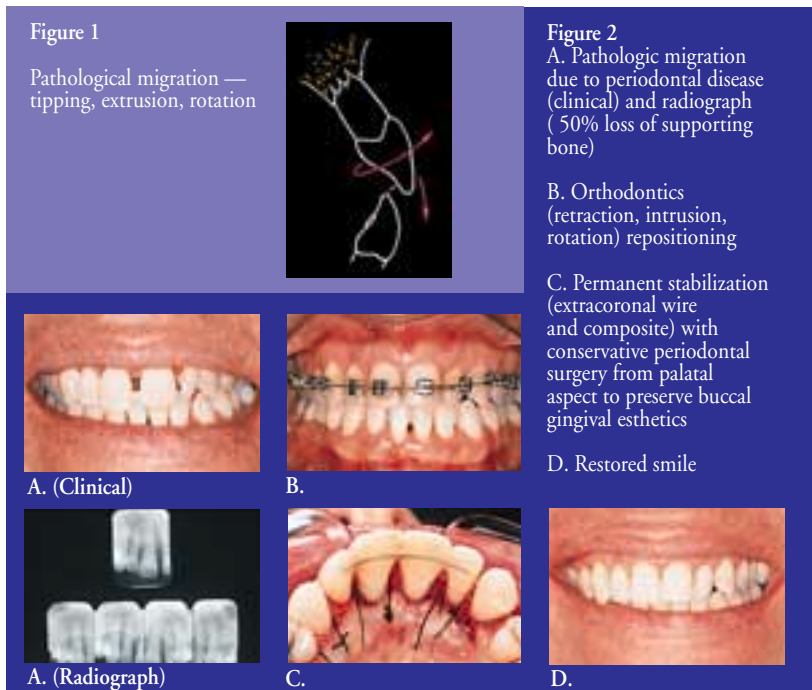 Figure 1
Pathological migration —
tipping, extrusion, rotation
Figure 2
A. Pathologic migration
due to periodontal disease
(clinical) and radiograph
( 50% loss of supporting
bone)
B. Orthodontics
(retraction, intrusion,
rotation) repositioning
C. Permanent stabilization
(extracoronal wire
and composite) with
conservative periodontal
surgery from palatal
aspect to preserve buccal
gingival esthetics
D. Restored smile
A. (Clinical)
B.
A. (Radiograph)
C.
D.